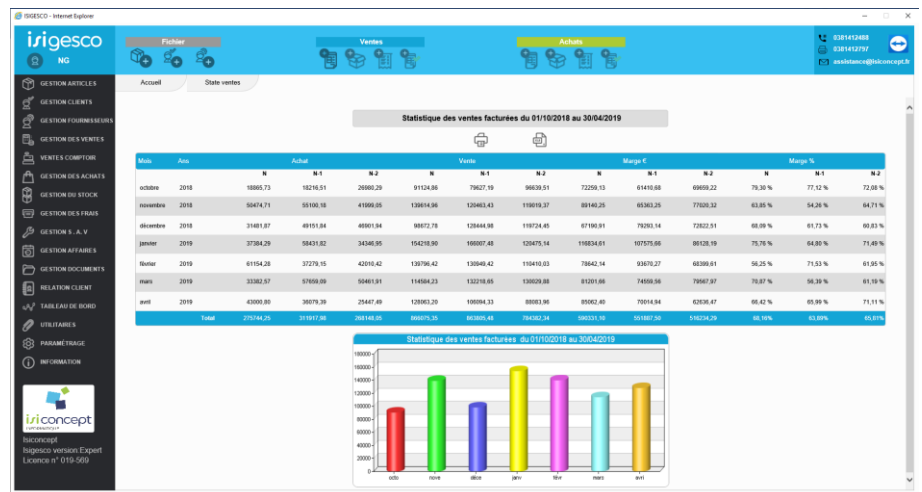 ISIGESCO - Internet Explorer
isigesco
NG
Fichier
Ventes
Achats
0381412488
0381412797
assistance@isiconcept.fr
GESTION ARTICLES
GESTION CLIENTS
GESTION FOURNISSEURS
GESTION DES VENTES
VENTES COMPTOIR
GESTION DES ACHATS
GESTION DU STOCK
GESTION DES FRAIS
GESTION S . A. V
GESTION AFFAIRES
GESTION DOCUMENTS
RELATION CLIENT
TABLEAU DE BORD
UTILITAIRES
PARAMÉTRAGE
INFORMATION
isiconcept
Isiconcept
Isigesco version:Expert
Licence n° 019-569
Accueil State ventes
Statistique des ventes facturées du 01/10/2018 au 30/04/2019
Mois Ans Achat Vente Marge € Marge %
N N-1 N-2 N N-1 N-2 N N-1 N-2 N N-1 N-2
octobre 2018 18865,73 18216,51 26980,29 91124,86 79627,19 96639,51 72259,13 61410,68 69659,22 79,30 % 77,12 % 72,08 %
novembre 2018 50474,71 55100,18 41999,05 139614,96 120463,43 119019,37 89140,25 65363,25 77020,32 63,85 % 54,26 % 64,71 %
décembre 2018 31481,87 49151,84 46901,94 98672,78 128444,98 119724,45 67190,91 79293,14 72822,51 68,09 % 61,73 % 60,83 %
janvier 2019 37384,29 58431,82 34346,95 154218,90 166007,48 120475,14 116834,61 107575,66 86128,19 75,76 % 64,80 % 71,49 %
février 2019 61154,28 37279,15 42010,42 139796,42 130949,42 110410,03 78642,14 93670,27 68399,61 56,25 % 71,53 % 61,95 %
mars 2019 33382,57 57659,09 50461,91 114584,23 132218,65 130029,88 81201,66 74559,56 79567,97 70,87 % 56,39 % 61,19 %
avril 2019 43000,80 36079,39 25447,49 128063,20 106094,33 88083,96 85062,40 70014,94 62636,47 66,42 % 65,99 % 71,11 %
Total 275744,25 311917,98 268148,05 866075,35 863805,48 784382,34 590331,10 551887,50 516234,29 68,16% 63,89% 65,81%
Statistique des ventes facturées du 01/10/2018 au 30/04/2019
180000
160000
140000
120000
100000
80000
60000
40000
20000
0
octo nove déce janv févr mars avri